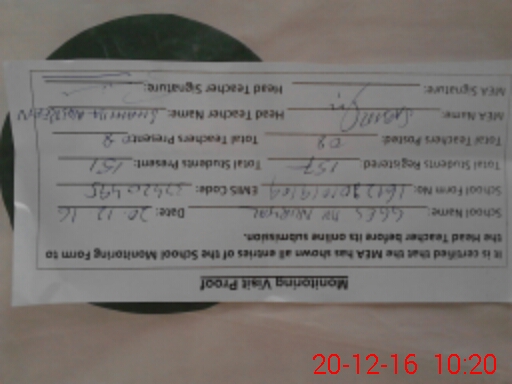 Monitoring Visit Proof
It is certified that the MEA has shown all entries of the School Monitoring Form to
the Head Teacher before its online submission.
School Name: GGES Date: 20.12.16
School Form No: EMIS Code:
Total Students Registered: 157 Total Students Present: 151
Total Teachers Posted: 02 Total Teachers Present: 2
MEA Name: Head Teacher Name:
MEA Signature: Head Teacher Signature:
20-12-16 10:20